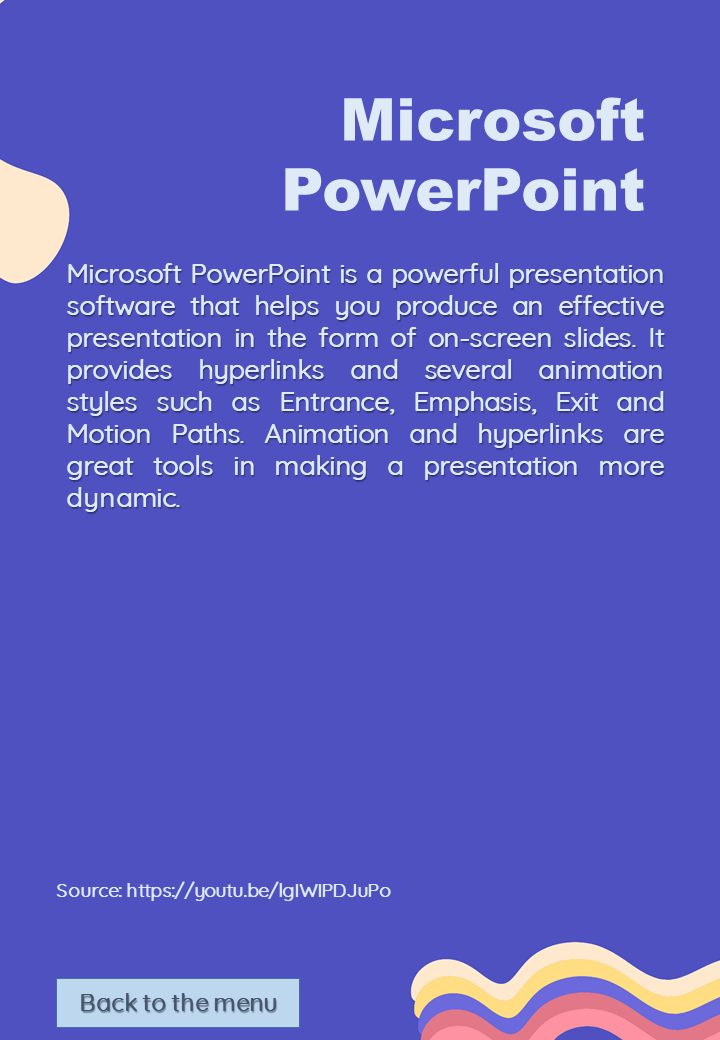 Microsoft
PowerPoint
Microsoft PowerPoint is a powerful presentation
software that helps you produce an effective
presentation in the form of on-screen slides. It
provides hyperlinks and several animation
styles such as Entrance, Emphasis, Exit and
Motion Paths. Animation and hyperlinks are
great tools in making a presentation more
dynamic.
Source: https://youtu.be/lgIWIPDJuPo
Back to the menu